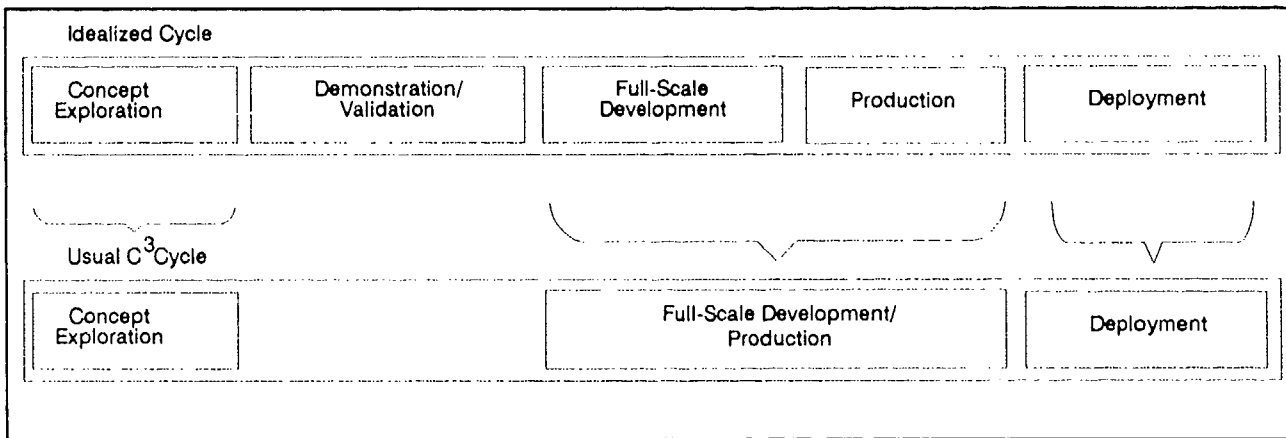 Idealized Cycle
Concept
Exploration
Demonstration/
Validation
Full-Scale
Development
Production
Deployment
Usual C³Cycle
Concept
Exploration
Full-Scale Development/
Production
Deployment